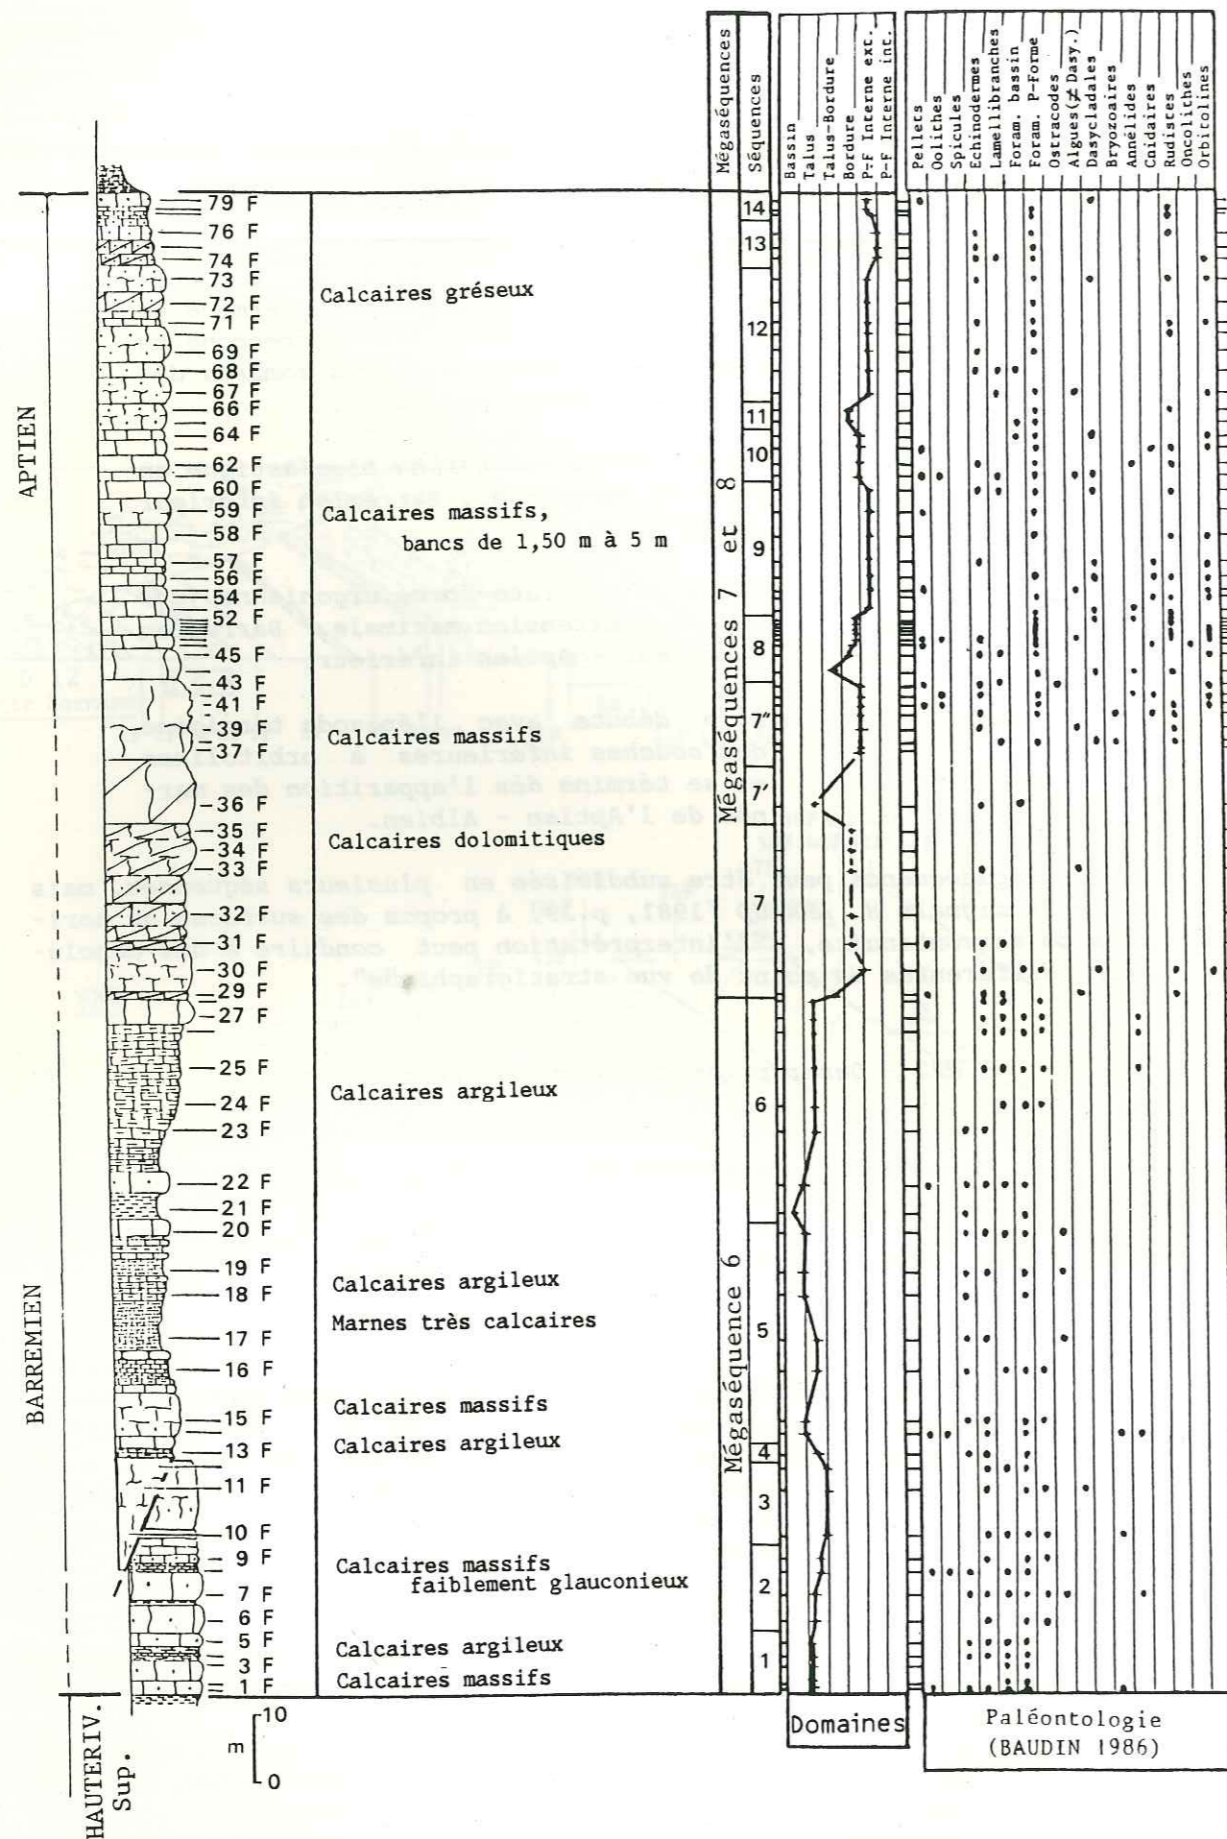 Mégaséquences
Séquences
Bassin
Talus
Talus-Bordure
Bordure
P-F Interne ext.
P-F Interne int.
Pellets
Oolithes
Spicules
Echinodermes
Lamellibranches
Foram. bassin
Foram. P-Forme
Ostracodes
Algues(≠ Dasy.)
Dasycladales
Bryozoaires
Annélides
Cnidaires
Rudistes
Oncolithes
Orbitolines
APTIEN
BARREMIEN
HAUTERIV.
Sup.
79 F
76 F
74 F
73 F
72 F
71 F
69 F
68 F
67 F
66 F
64 F
62 F
60 F
59 F
58 F
57 F
56 F
54 F
52 F
45 F
43 F
41 F
39 F
37 F
36 F
35 F
34 F
33 F
32 F
31 F
30 F
29 F
27 F
25 F
24 F
23 F
22 F
21 F
20 F
19 F
18 F
17 F
16 F
15 F
13 F
11 F
10 F
9 F
7 F
6 F
5 F
3 F
1 F
Calcaires gréseux
Calcaires massifs,
bancs de 1,50 m à 5 m
Calcaires massifs
Calcaires dolomitiques
Calcaires argileux
Calcaires argileux
Marnes très calcaires
Calcaires massifs
Calcaires argileux
Calcaires massifs
faiblement glauconieux
Calcaires argileux
Calcaires massifs
Mégaséquences 7 et 8
Mégaséquence 6
14
13
12
11
10
9
8
7"
7'
7
6
5
4
3
2
1
m
10
0
Domaines
Paléontologie
(BAUDIN 1986)